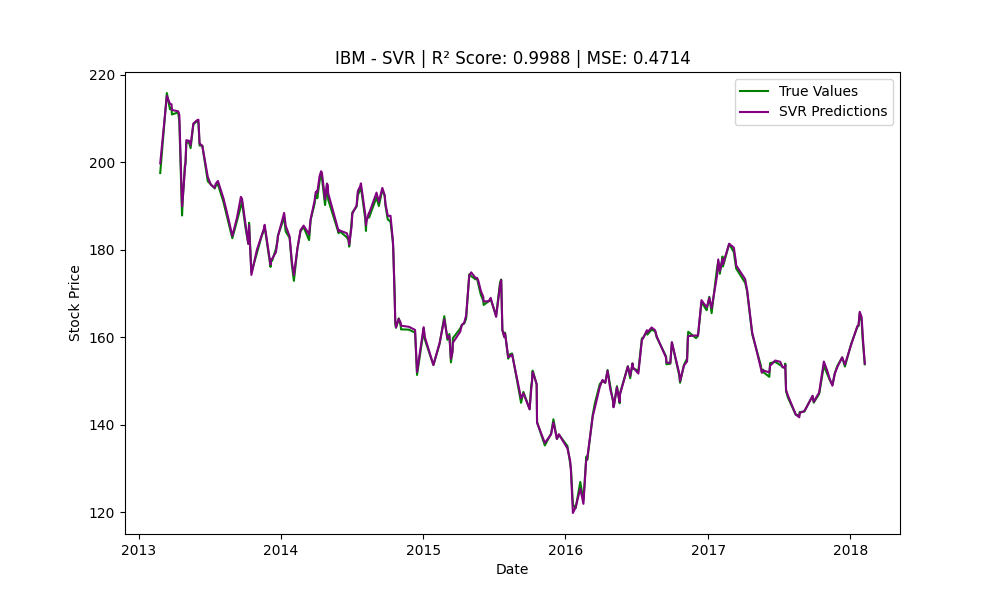 IBM - SVR | R² Score: 0.9988 | MSE: 0.4714
True Values
SVR Predictions
Stock Price
220
200
180
160
140
120
2013 2014 2015 2016 2017 2018
Date